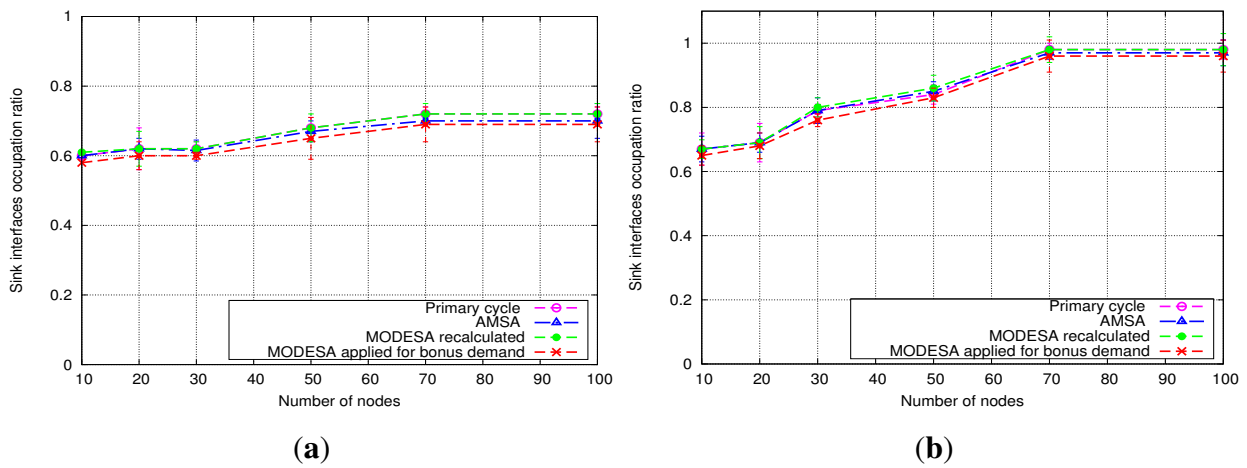 1
0.8
0.6
0.4
0.2
0
Sink interfaces occupation ratio
Primary cycle
AMSA
MODESA recalculated
MODESA applied for bonus demand
10 20 30 40 50 60 70 80 90 100
Number of nodes
(a)
1
0.8
0.6
0.4
0.2
0
Sink interfaces occupation ratio
Primary cycle
AMSA
MODESA recalculated
MODESA applied for bonus demand
10 20 30 40 50 60 70 80 90 100
Number of nodes
(b)